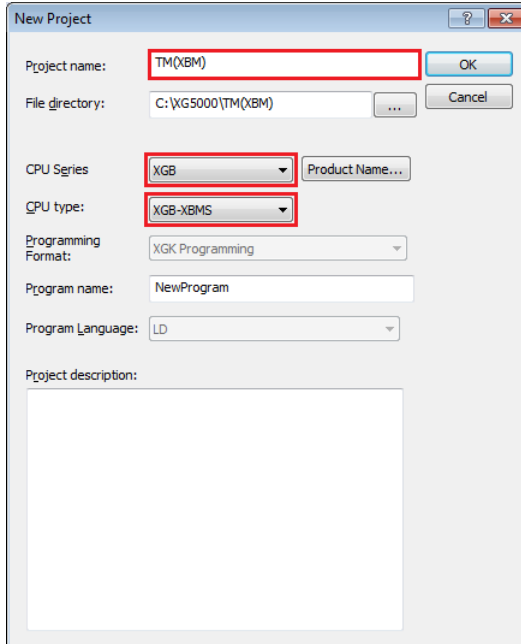 New Project
Project name: TM(XBM) OK
File directory: C:\XG5000\TM(XBM) ... Cancel
CPU Series XGB Product Name...
CPU type: XGB-XBMS
Programming
Format: XGK Programming
Program name: NewProgram
Program Language: LD
Project description: